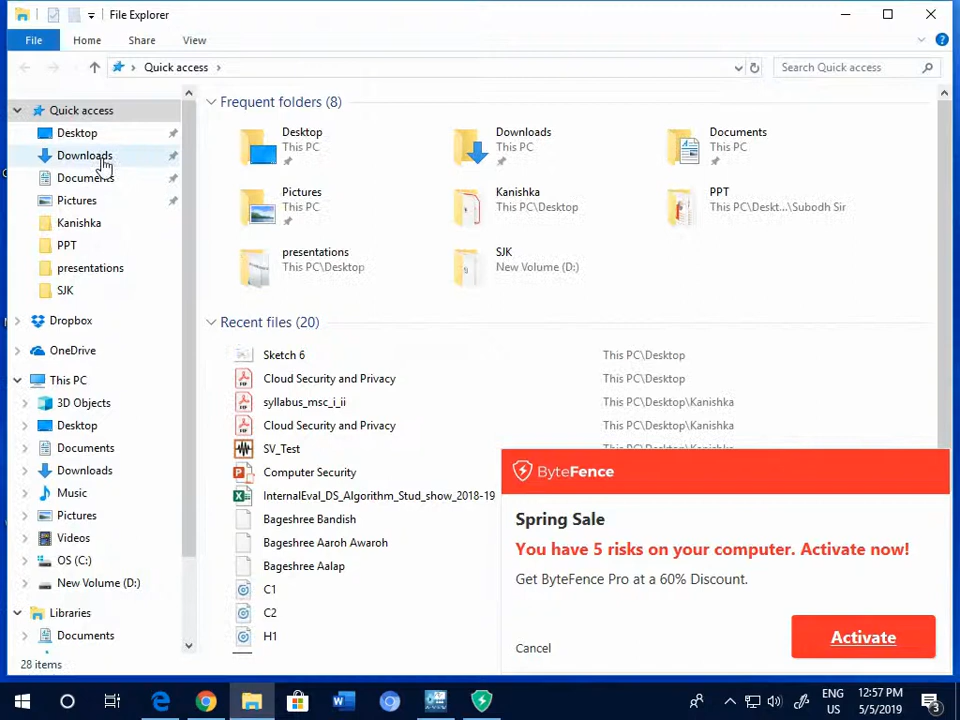 File Explorer
File Home Share View
Quick access
Search Quick access
Quick access
Desktop
Downloads
Documents
Pictures
Kanishka
PPT
presentations
SJK
Dropbox
OneDrive
This PC
3D Objects
Desktop
Documents
Downloads
Music
Pictures
Videos
OS (C:)
New Volume (D:)
Libraries
Documents
28 items
Frequent folders (8)
Desktop
This PC
Downloads
This PC
Documents
This PC
Pictures
This PC
Kanishka
This PC\Desktop
PPT
This PC\Deskt...\Subodh Sir
presentations
This PC\Desktop
SJK
New Volume (D:)
Recent files (20)
Sketch 6 This PC\Desktop
Cloud Security and Privacy This PC\Desktop
syllabus_msc_i_ii This PC\Desktop\Kanishka
Cloud Security and Privacy This PC\Desktop\Kanishka
SV_Test
Computer Security
InternalEval_DS_Algorithm_Stud_show_2018-19
Bageshree Bandish
Bageshree Aaroh Awaroh
Bageshree Aalap
C1
C2
H1
ByteFence
Spring Sale
You have 5 risks on your computer. Activate now!
Get ByteFence Pro at a 60% Discount.
Cancel
Activate
ENG
US
12:57 PM
5/5/2019
3